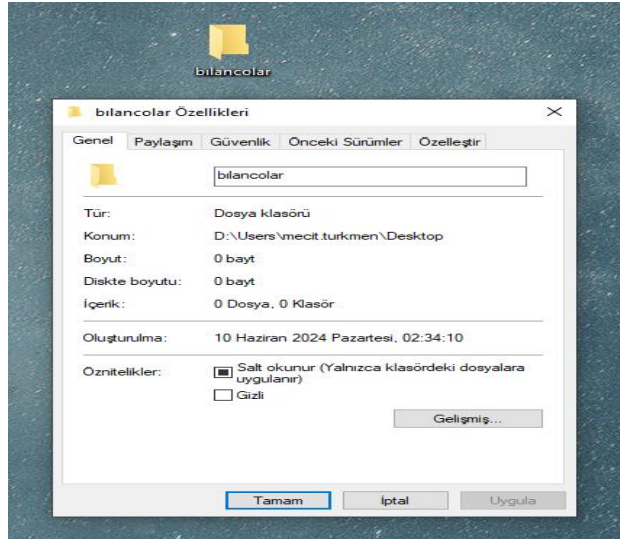 bılancolar
bılancolar Özellikleri
Genel Paylaşım Güvenlik Önceki Sürümler Özelleştir
bılancolar
Tür: Dosya klasörü
Konum: D:\Users\mecit.turkmen\Desktop
Boyut: 0 bayt
Diskte boyutu: 0 bayt
İçerik: 0 Dosya, 0 Klasör
Oluşturulma: 10 Haziran 2024 Pazartesi, 02:34:10
Öznitelikler: Salt okunur (Yalnızca klasördeki dosyalara
uygulanır)
Gizli
Gelişmiş...
Tamam İptal Uygula